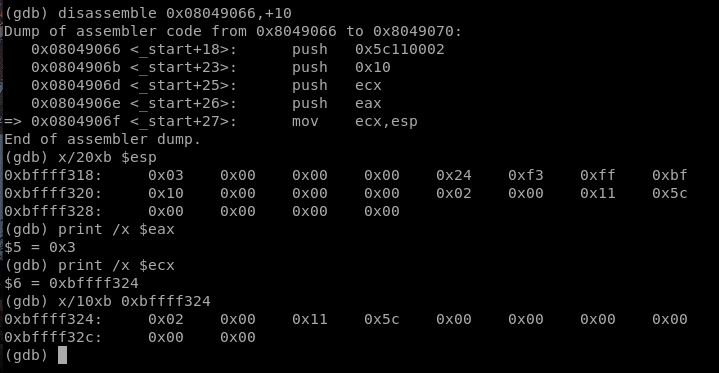 (gdb) disassemble 0x08049066,+10
Dump of assembler code from 0x8049066 to 0x8049070:
   0x08049066 <_start+18>:	push   0x5c110002
   0x0804906b <_start+23>:	push   0x10
   0x0804906d <_start+25>:	push   ecx
   0x0804906e <_start+26>:	push   eax
=> 0x0804906f <_start+27>:	mov    ecx,esp
End of assembler dump.
(gdb) x/20xb $esp
0xbffff318:	0x03	0x00	0x00	0x00	0x24	0xf3	0xff	0xbf
0xbffff320:	0x10	0x00	0x00	0x00	0x02	0x00	0x11	0x5c
0xbffff328:	0x00	0x00	0x00	0x00
(gdb) print /x $eax
$5 = 0x3
(gdb) print /x $ecx
$6 = 0xbffff324
(gdb) x/10xb 0xbffff324
0xbffff324:	0x02	0x00	0x11	0x5c	0x00	0x00	0x00	0x00
0xbffff32c:	0x00	0x00
(gdb)